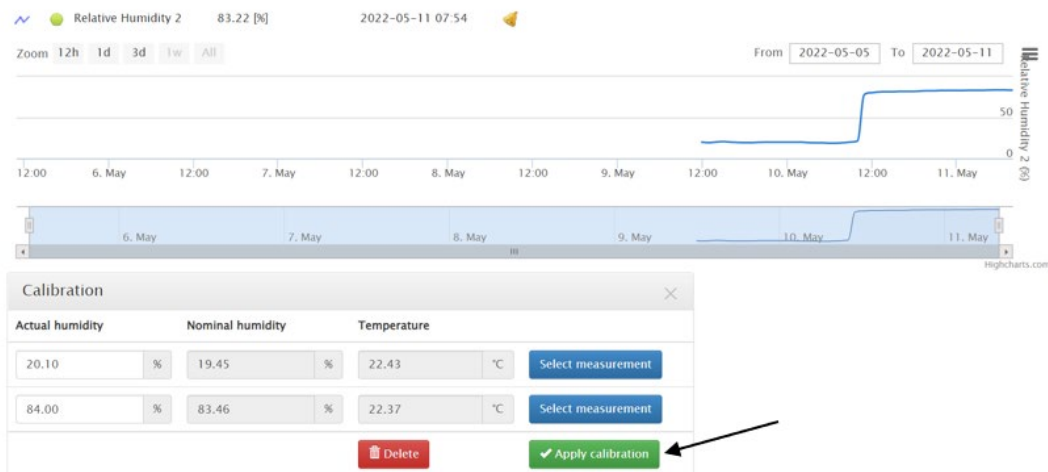 Relative Humidity 2 83.22 [%] 2022-05-11 07:54
Zoom 12h 1d 3d 1w All From 2022-05-05 To 2022-05-11
Relative Humidity 2 (%)
50
0
12:00 6. May 12:00 7. May 12:00 8. May 12:00 9. May 12:00 10. May 12:00 11. May
6. May 7. May 8. May 9. May 10. May 11. May
Highcharts.com
Calibration
Actual humidity Nominal humidity Temperature
20.10 % 19.45 % 22.43 °C Select measurement
84.00 % 83.46 % 22.37 °C Select measurement
Delete Apply calibration